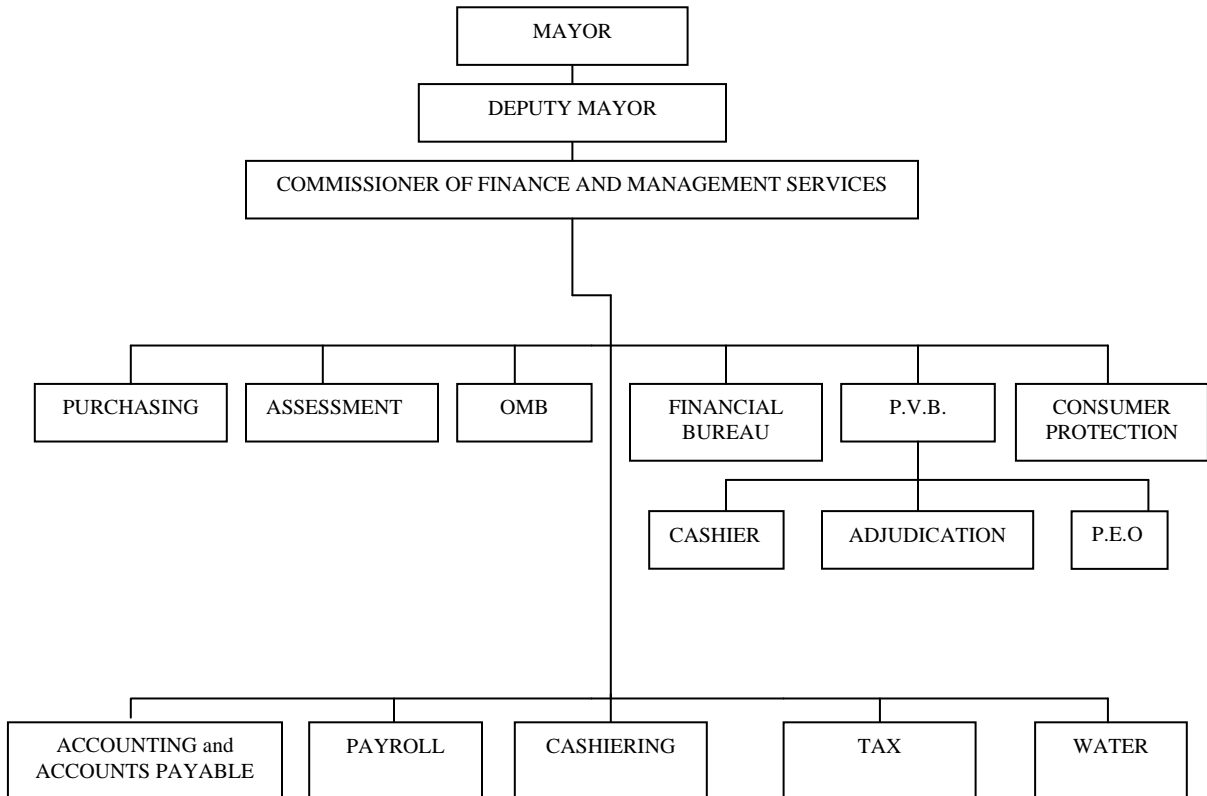 MAYOR
DEPUTY MAYOR
COMMISSIONER OF FINANCE AND MANAGEMENT SERVICES
PURCHASING
ASSESSMENT
OMB
FINANCIAL
BUREAU
P.V.B.
CONSUMER
PROTECTION
CASHIER
ADJUDICATION
P.E.O
ACCOUNTING and
ACCOUNTS PAYABLE
PAYROLL
CASHIERING
TAX
WATER